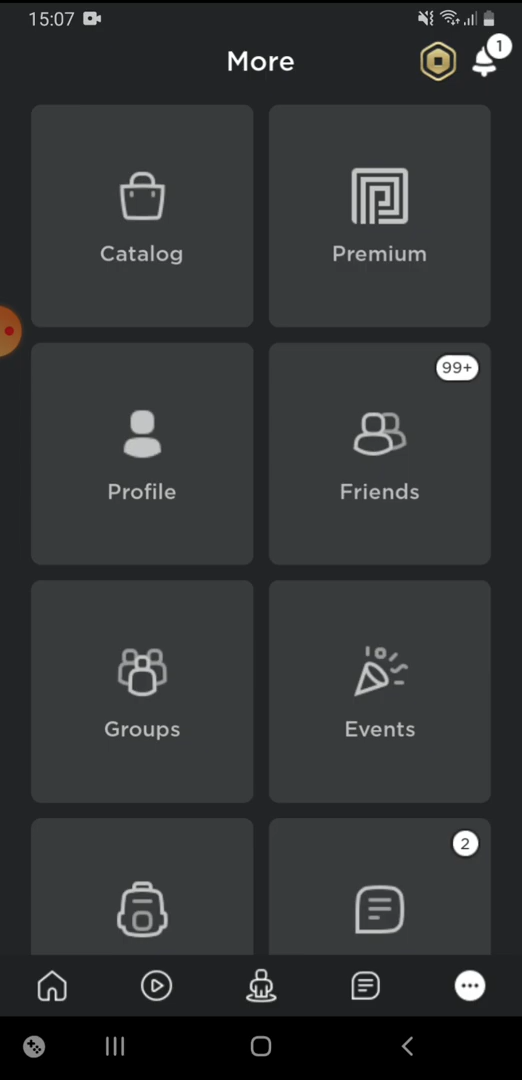 15:07
More
1
Catalog
Premium
99+
Profile
Friends
Groups
Events
2